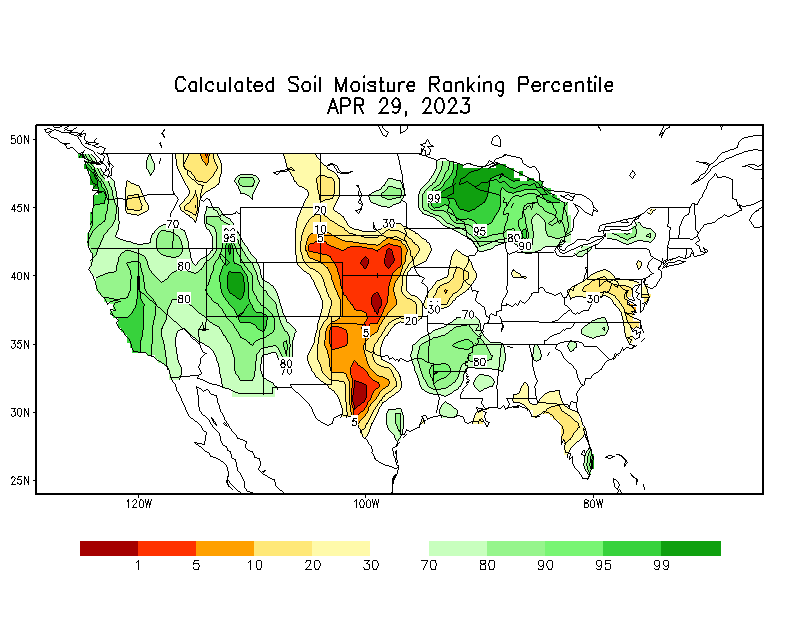 Calculated Soil Moisture Ranking Percentile
APR 29, 2023
50N
45N
40N
35N
30N
25N
120W
100W
80W
99
20
70
10
30
5
95
95
80
90
80
80
30
30
20
70
5
80
80
70
5
1 5 10 20 30 70 80 90 95 99